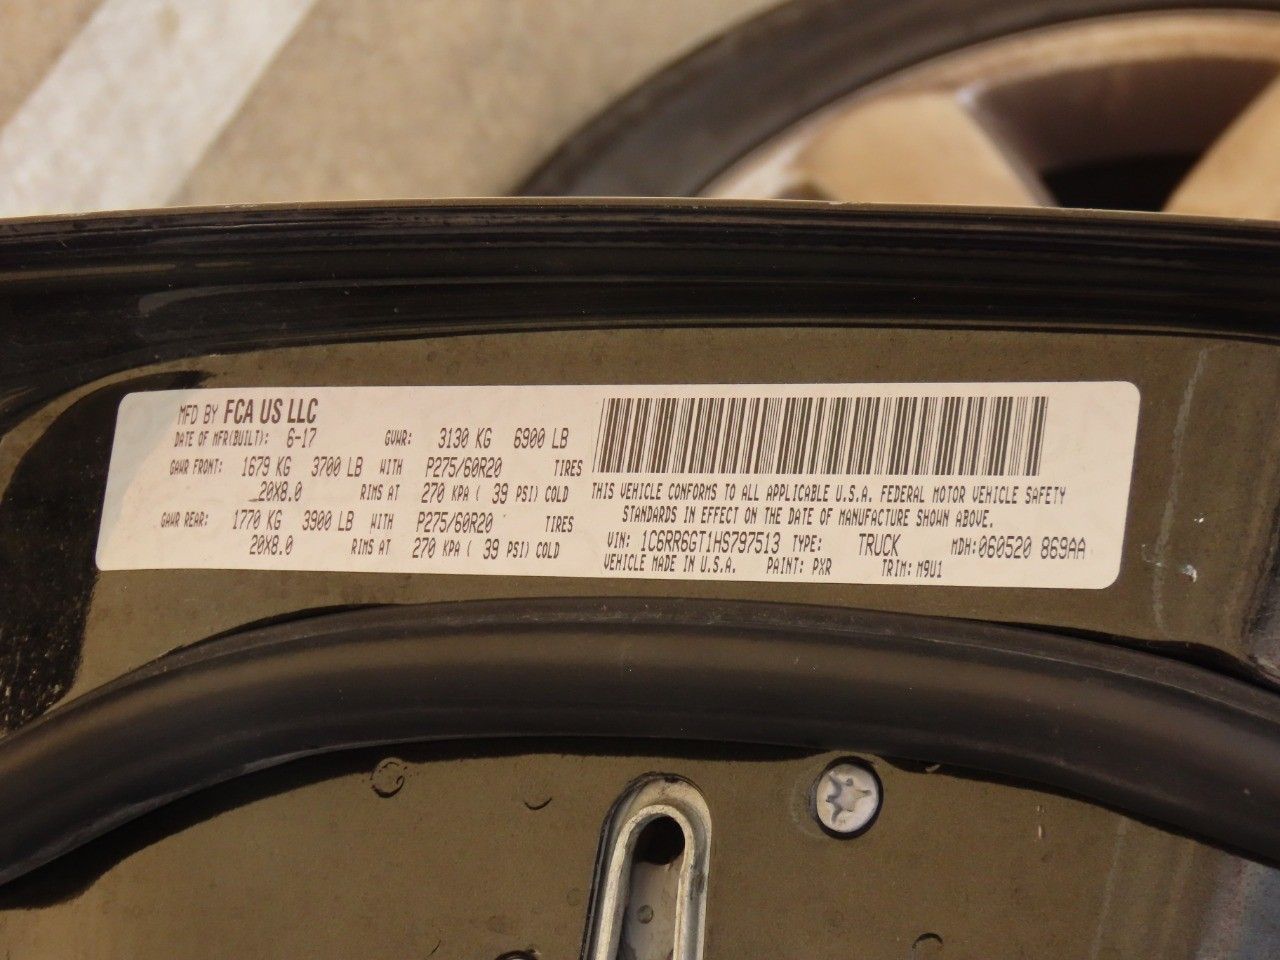 MFD BY FCA US LLC
DATE OF MFR(BUILT): 6-17 GVWR: 3130 KG 6900 LB
GAWR FRONT: 1679 KG 3700 LB WITH P275/60R20 TIRES
20X8.0 RIMS AT 270 KPA ( 39 PSI) COLD
GAWR REAR: 1770 KG 3900 LB WITH P275/60R20 TIRES
20X8.0 RIMS AT 270 KPA ( 39 PSI) COLD
THIS VEHICLE CONFORMS TO ALL APPLICABLE U.S.A. FEDERAL MOTOR VEHICLE SAFETY
STANDARDS IN EFFECT ON THE DATE OF MANUFACTURE SHOWN ABOVE.
VIN: 1C6RR6GT1HS797513 TYPE: TRUCK MDH: 060520 869AA
VEHICLE MADE IN U.S.A. PAINT: PXR TRIM: M9U1